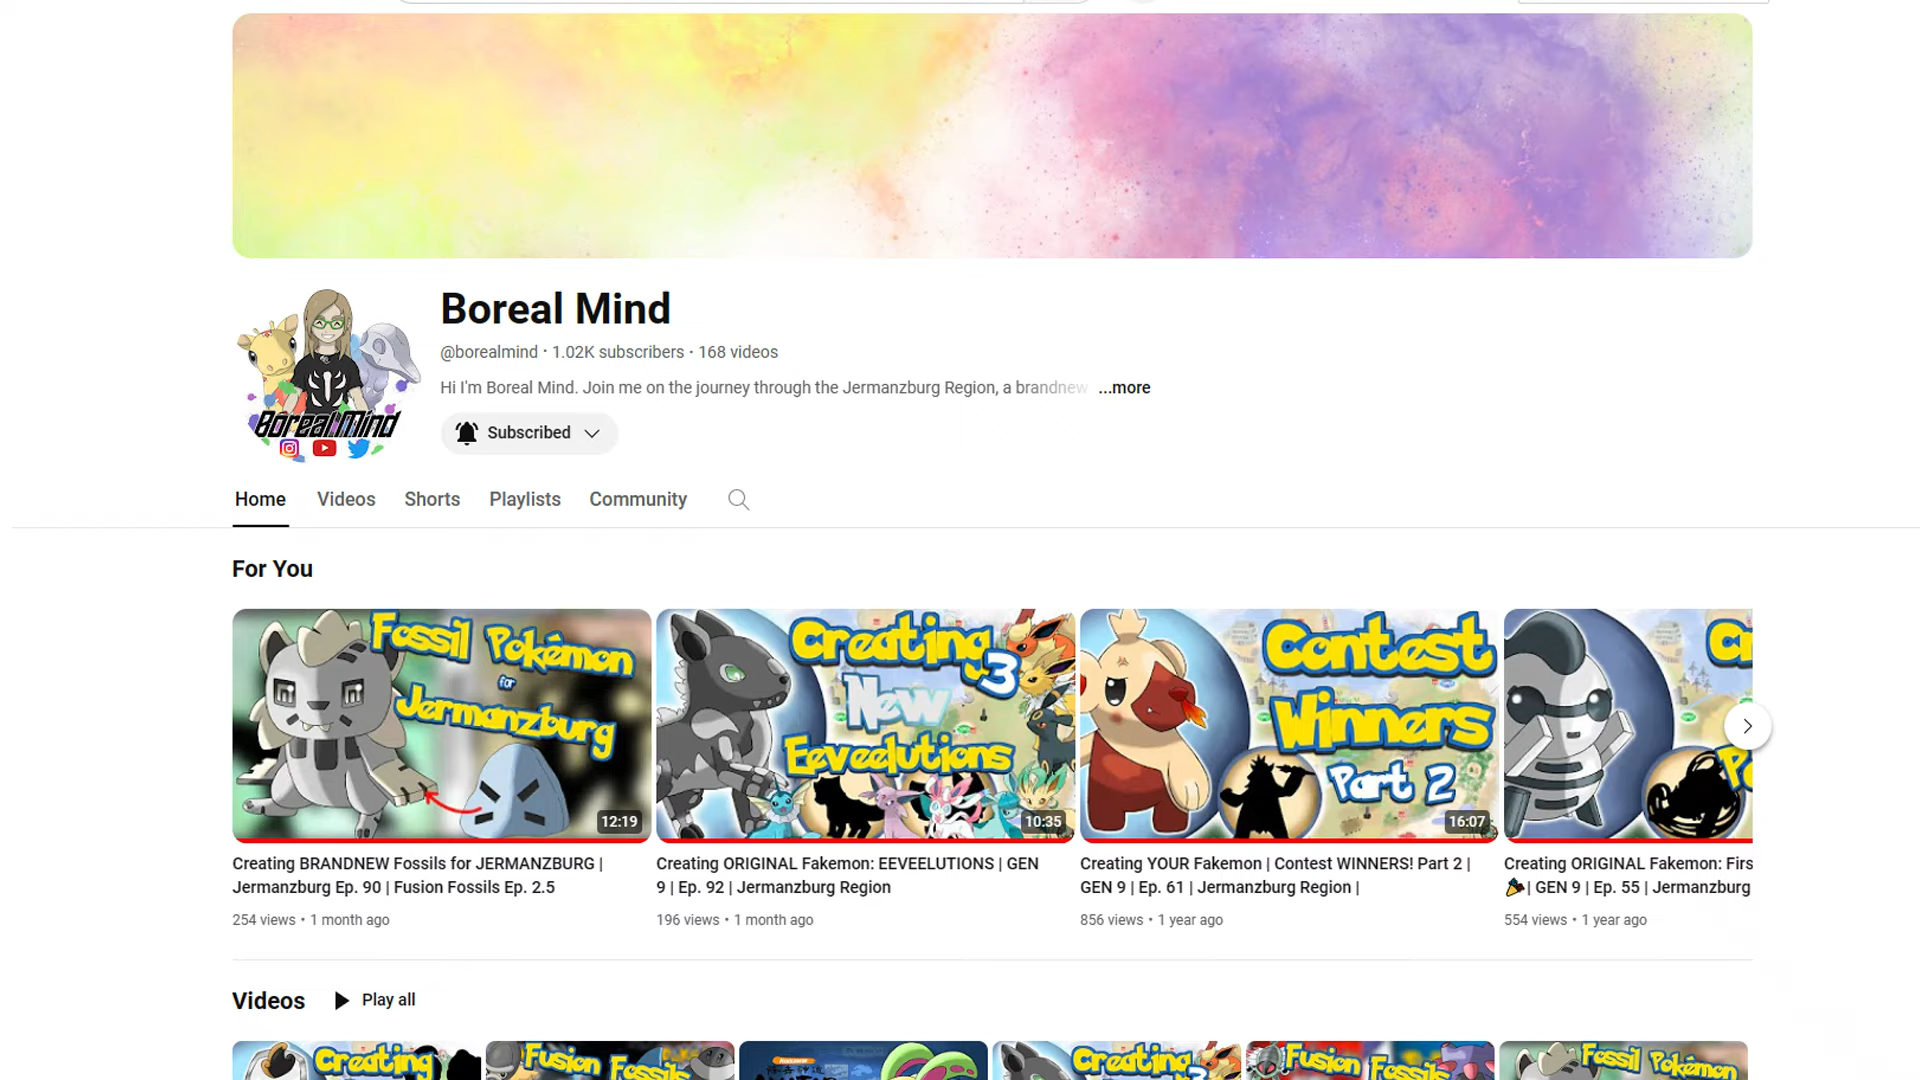 Boreal Mind
@borealmind · 1.02K subscribers · 168 videos
Hi I'm Boreal Mind. Join me on the journey through the Jermanzburg Region, a brandnew ...more
Boreal Mind
Subscribed
Home Videos Shorts Playlists Community
For You
Fossil Pokémon
for
Jermanzburg
12:19
Creating 3
New
Eeveelutions
10:35
Contest
Winners
Part 2
16:07
Creating BRANDNEW Fossils for JERMANZBURG |
Jermanzburg Ep. 90 | Fusion Fossils Ep. 2.5
254 views • 1 month ago
Creating ORIGINAL Fakemon: EEVEELUTIONS | GEN
9 | Ep. 92 | Jermanzburg Region
196 views • 1 month ago
Creating YOUR Fakemon | Contest WINNERS! Part 2 |
GEN 9 | Ep. 61 | Jermanzburg Region |
856 views • 1 year ago
Creating ORIGINAL Fakemon: Firs
| GEN 9 | Ep. 55 | Jermanzburg
554 views • 1 year ago
Videos Play all
Creating
Fusion
Fossils
Creating
Fusion
Fossils
Fossil Pokémon